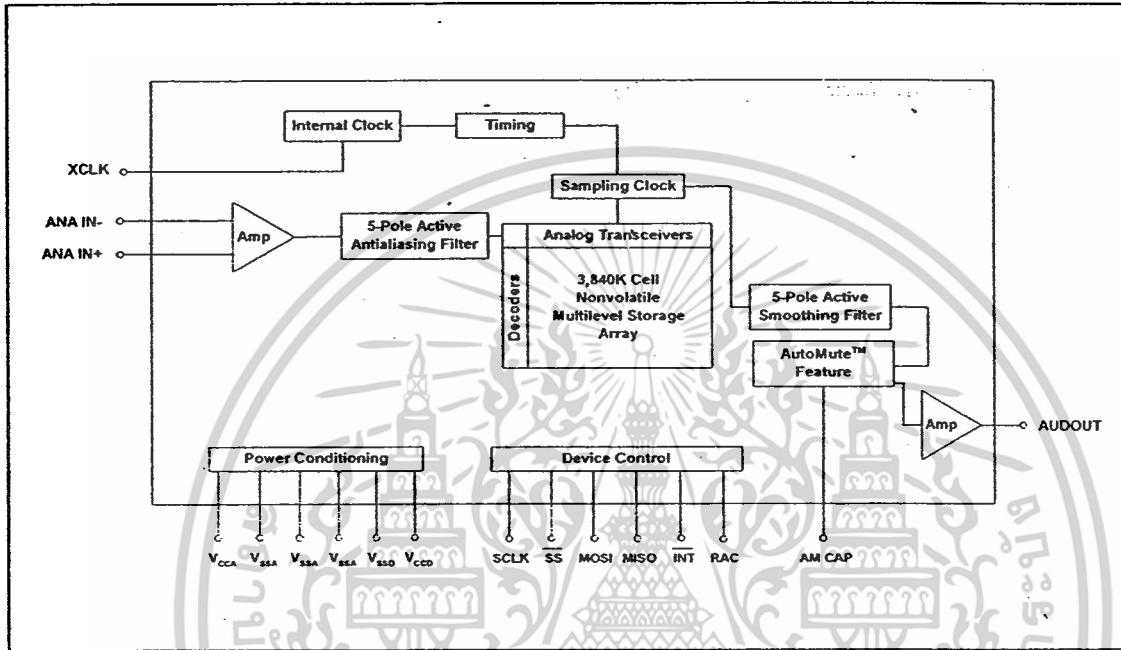 Internal Clock
Timing
XCLK
Sampling Clock
ANA IN-
ANA IN+
Amp
5-Pole Active
Antialiasing Filter
Analog Transceivers
Decoders
3,840K Cell
Nonvolatile
Multilevel Storage
Array
5-Pole Active
Smoothing Filter
AutoMute™
Feature
Amp
AUDOUT
Power Conditioning
Device Control
VCCA VSSA VSSA VSSA VSSD VCCD
SCLK SS MOSI MISO INT RAC
AM CAP